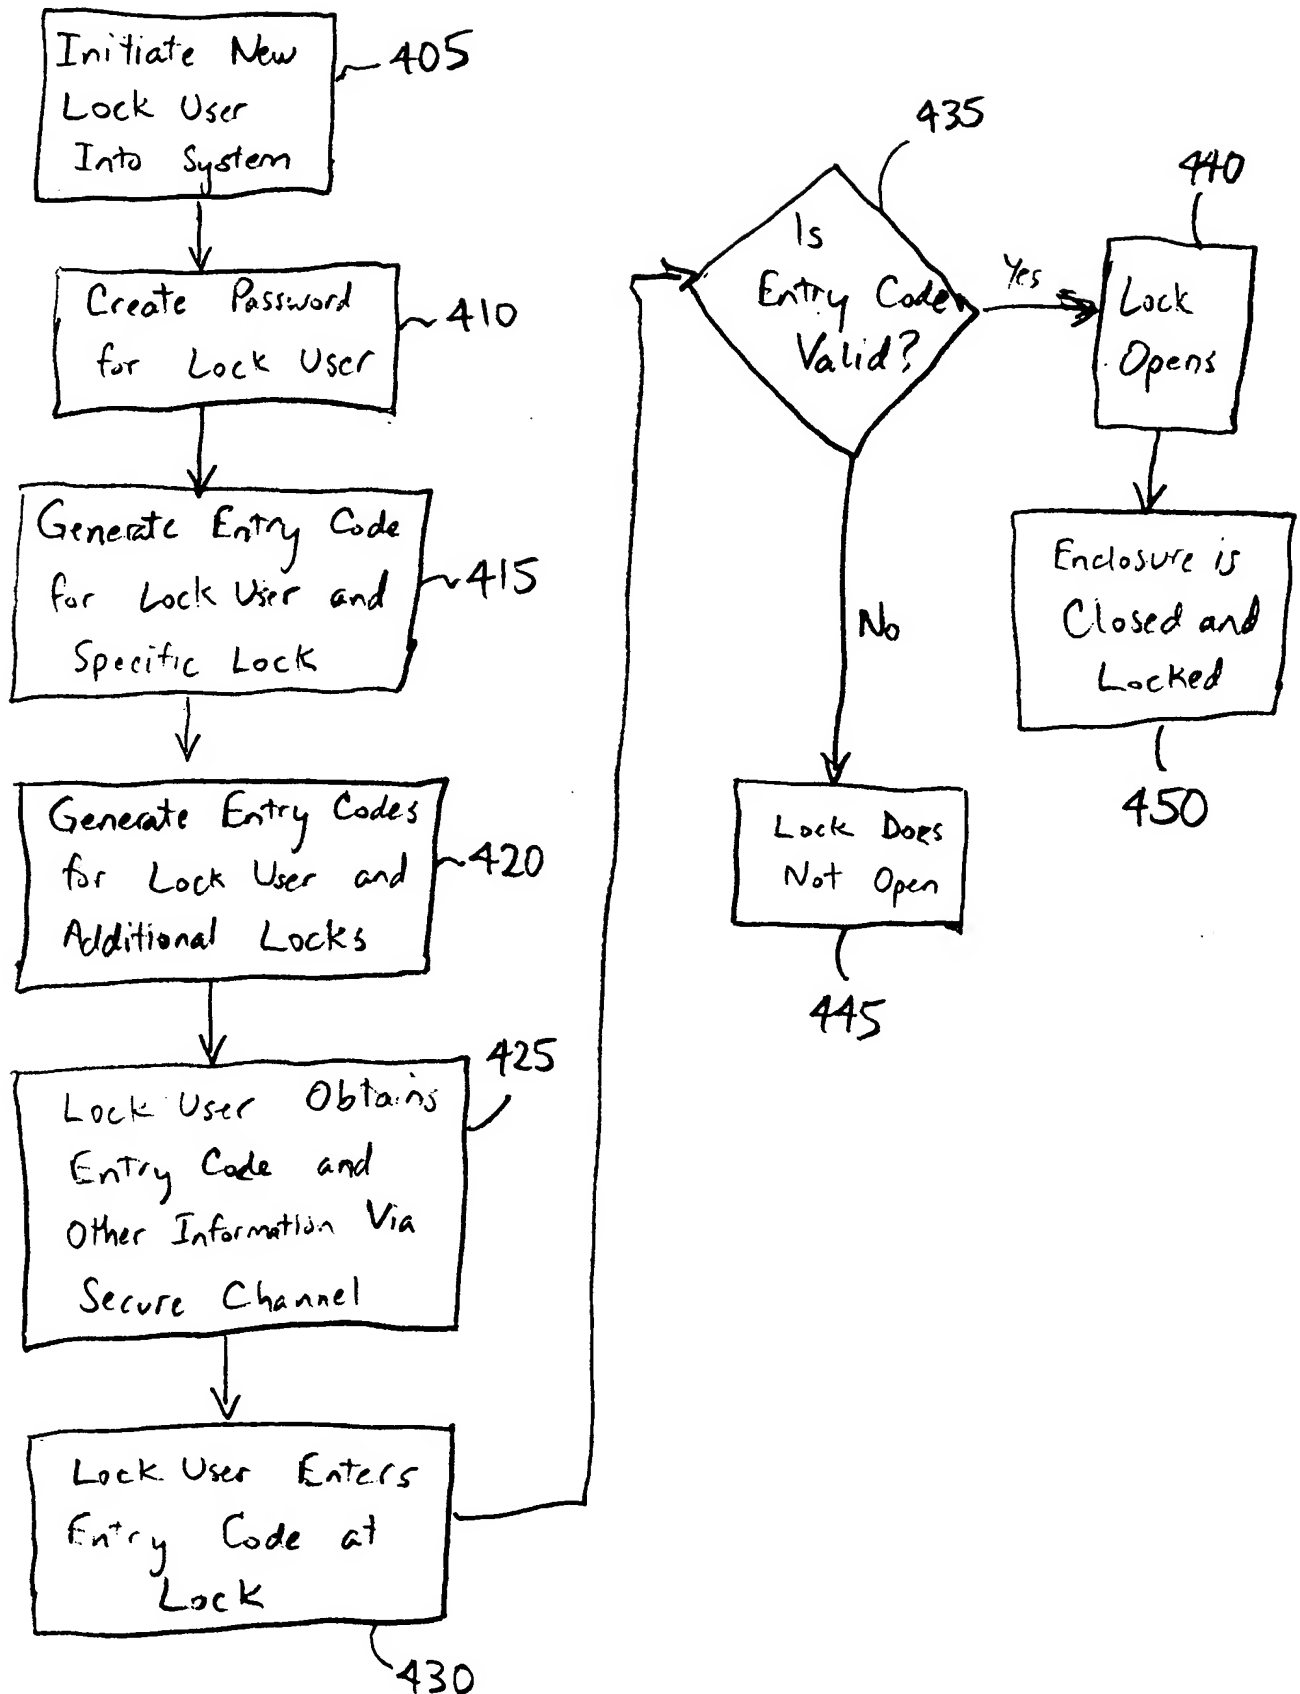 Initiate New
Lock User
Into System
405
Create Password
for Lock User
410
Generate Entry Code
for Lock User and
Specific Lock
415
Generate Entry Codes
for Lock User and
Additional Locks
420
Lock User Obtains
Entry Code and
Other Information Via
Secure Channel
425
Lock User Enters
Entry Code at
Lock
430
Is
Entry Code
Valid?
435
Yes
Lock
Opens
440
Enclosure is
Closed and
Locked
450
No
Lock Does
Not Open
445